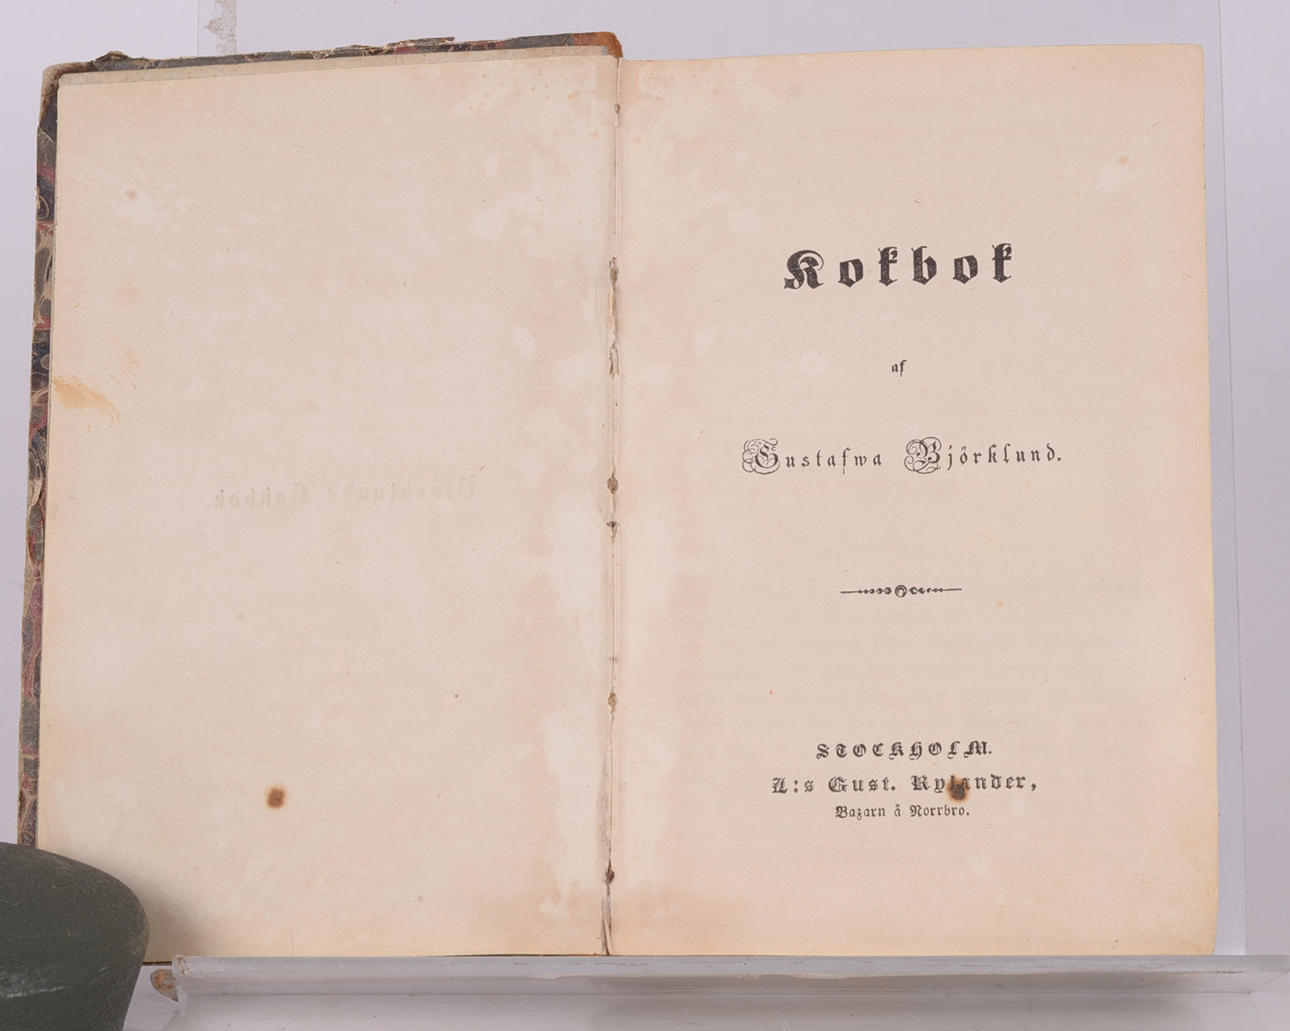 Kokbok
af
Gustafwa Björklund.
STOCKHOLM.
L:s Gust. Rylander,
Bazarn å Norrbro.